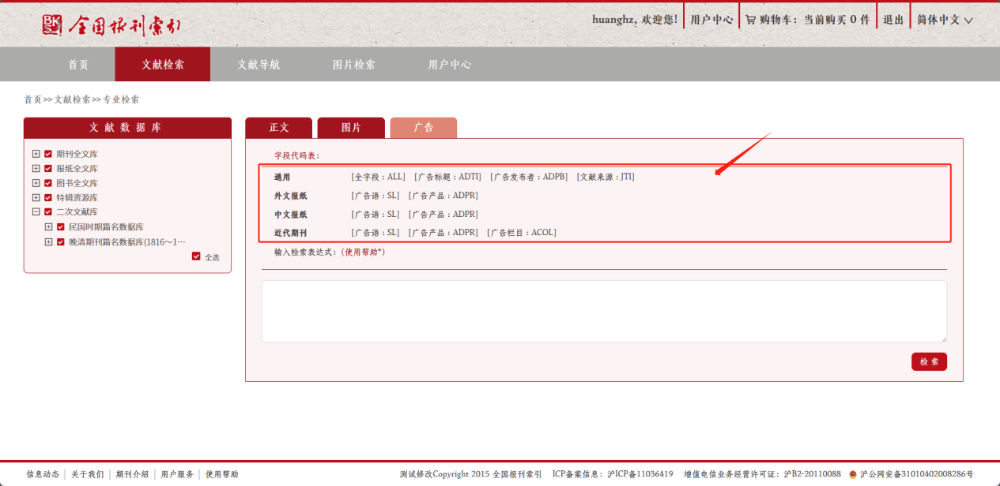 全国报刊索引
huanghz, 欢迎您! 用户中心 购物车: 当前购买 0 件 退出 简体中文
首页 文献检索 文献导航 图片检索 用户中心
首页>>文献检索>>专业检索
文献数据库
期刊全文库
报纸全文库
图书全文库
特辑资源库
二次文献库
民国时期篇名数据库
晚清期刊篇名数据库(1816~1…
全选
正文 图片 广告
字段代码表:
通用 [全字段:ALL] [广告标题:ADTI] [广告发布者:ADPB] [文献来源:JTI]
外文报纸 [广告语:SL] [广告产品:ADPR]
中文报纸 [广告语:SL] [广告产品:ADPR]
近代期刊 [广告语:SL] [广告产品:ADPR] [广告栏目:ACOL]
输入检索表达式: (使用帮助*)
检 索
信息动态 关于我们 期刊介绍 用户服务 使用帮助
测试修改Copyright 2015 全国报刊索引 ICP备案信息: 沪ICP备11036419 增值电信业务经营许可证: 沪B2-20110088 沪公网安备31010402008286号